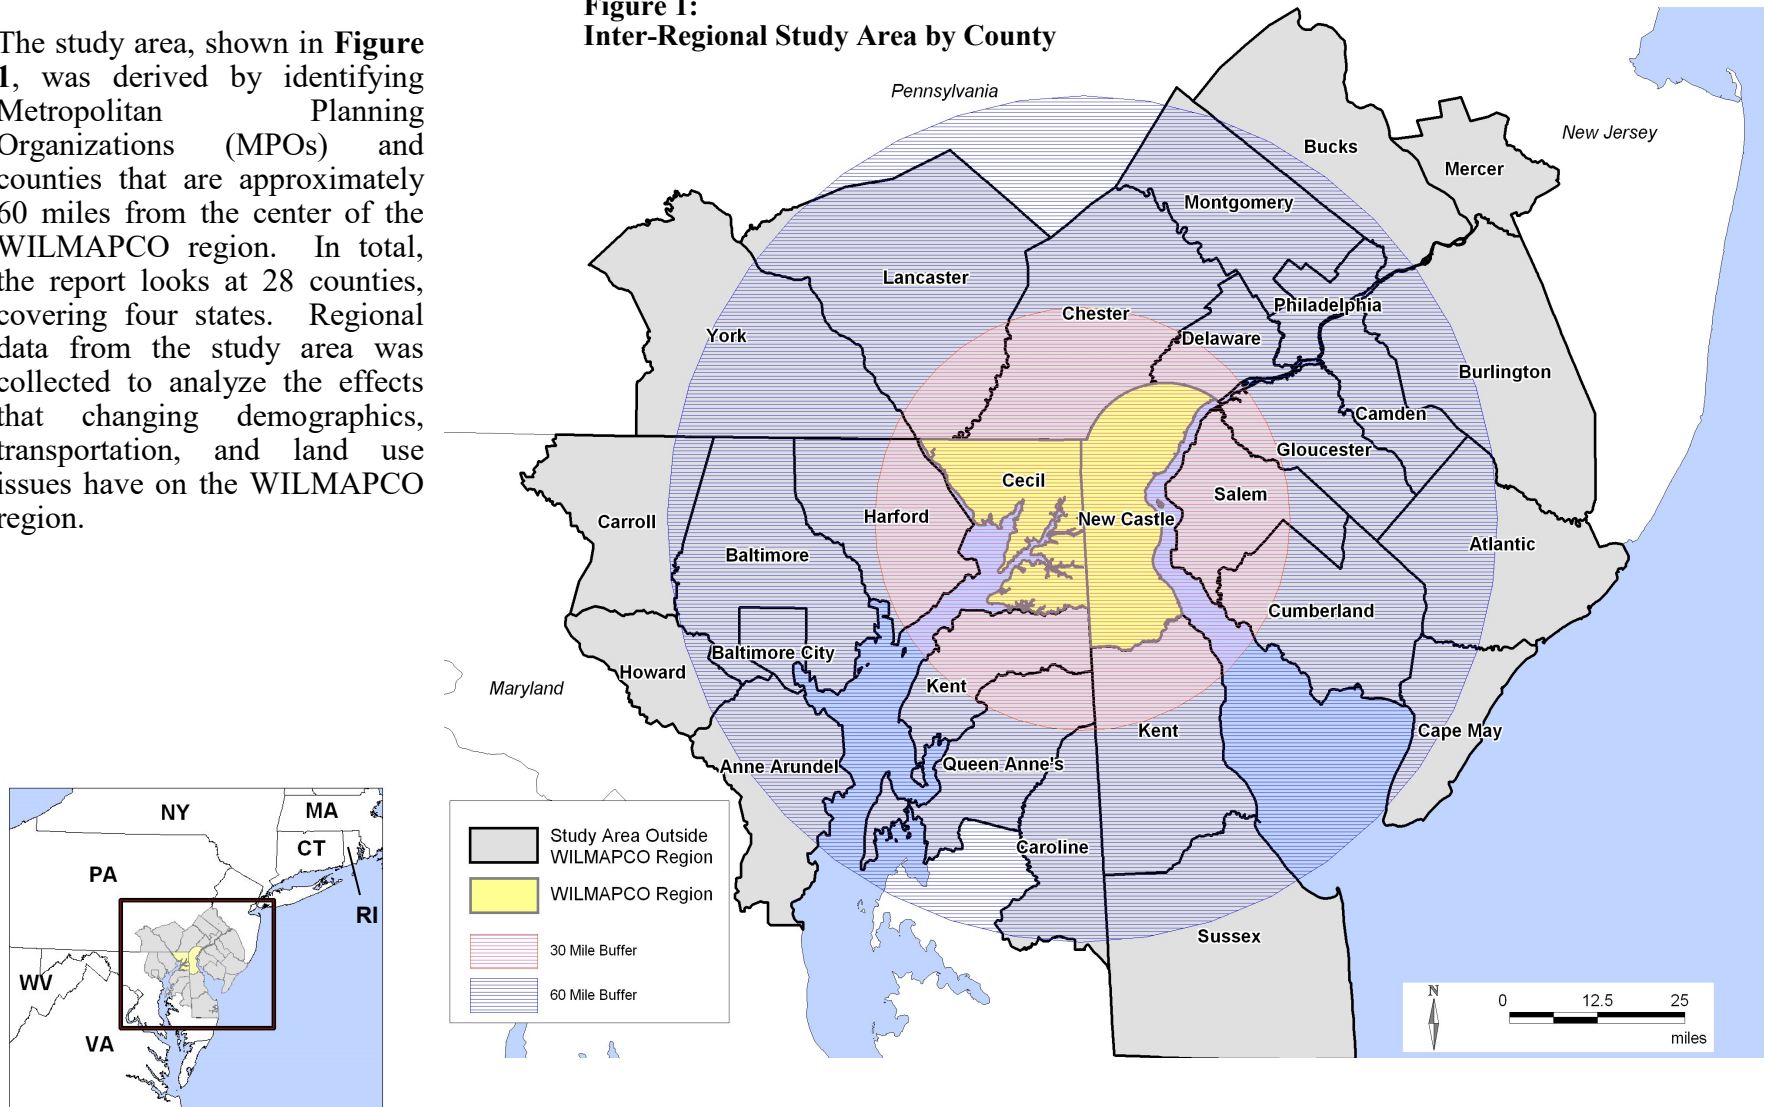 The study area, shown in Figure
1, was derived by identifying
Metropolitan Planning
Organizations (MPOs) and
counties that are approximately
60 miles from the center of the
WILMAPCO region. In total,
the report looks at 28 counties,
covering four states. Regional
data from the study area was
collected to analyze the effects
that changing demographics,
transportation, and land use
issues have on the WILMAPCO
region.
Figure 1:
Inter-Regional Study Area by County
Pennsylvania
New Jersey
Bucks
Mercer
Montgomery
Lancaster
Philadelphia
Chester
York
Delaware
Burlington
Camden
Gloucester
Cecil
Salem
Harford
New Castle
Carroll
Atlantic
Baltimore
Cumberland
Baltimore City
Howard
Maryland
Kent
Kent
Cape May
Anne Arundel
Queen Anne's
Caroline
Sussex
Study Area Outside
WILMAPCO Region
WILMAPCO Region
30 Mile Buffer
60 Mile Buffer
N
0 12.5 25
miles
NY
MA
CT
PA
RI
WV
VA